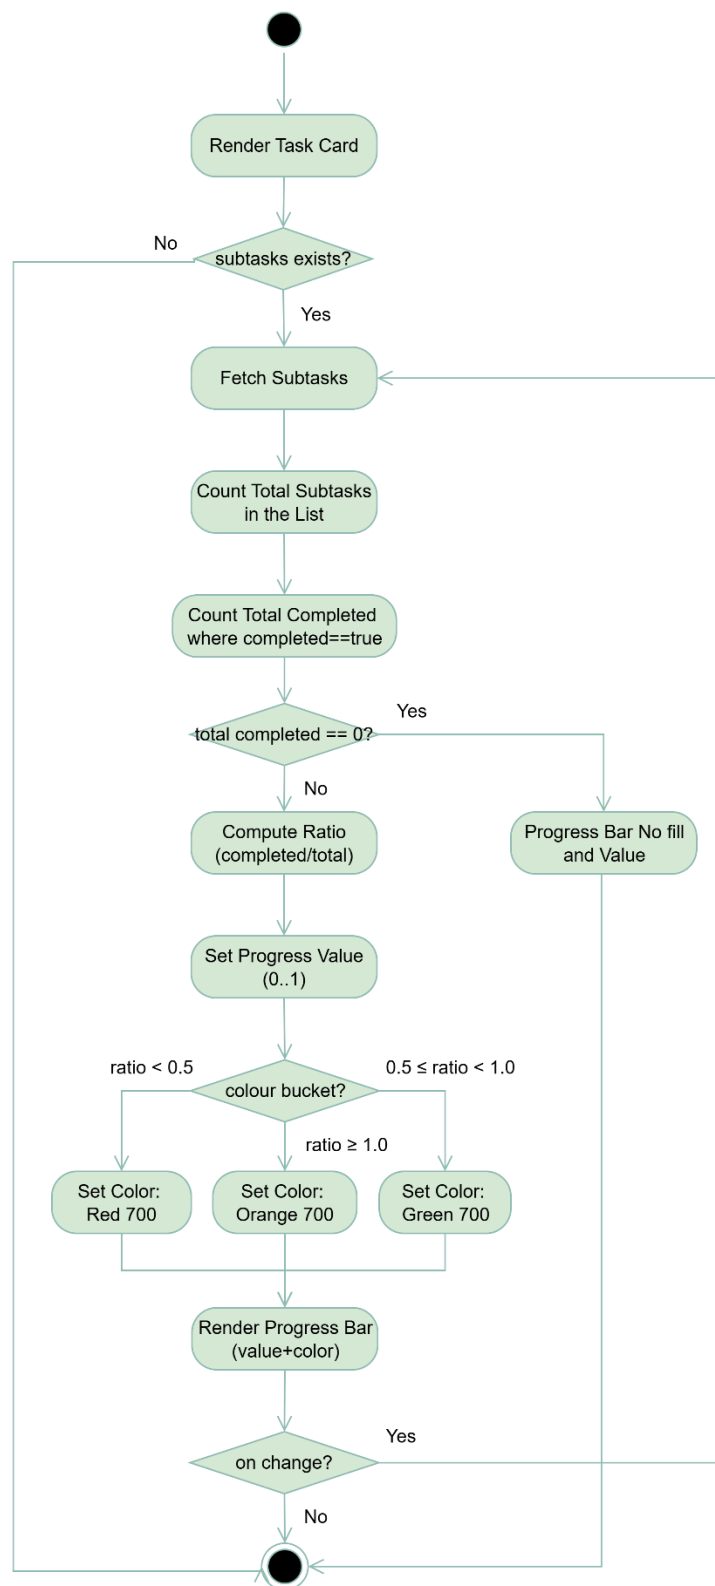 Render Task Card
No
subtasks exists?
Yes
Fetch Subtasks
Count Total Subtasks
in the List
Count Total Completed
where completed==true
Yes
total completed == 0?
No
Compute Ratio
(completed/total)
Progress Bar No fill
and Value
Set Progress Value
(0..1)
ratio < 0.5
0.5 ≤ ratio < 1.0
colour bucket?
ratio ≥ 1.0
Set Color:
Red 700
Set Color:
Orange 700
Set Color:
Green 700
Render Progress Bar
(value+color)
Yes
on change?
No